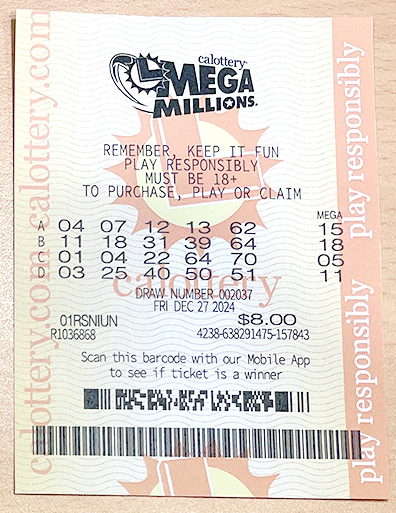 calottery
MEGA
MILLIONS.
REMEMBER, KEEP IT FUN
PLAY RESPONSIBLY
MUST BE 18+
TO PURCHASE, PLAY OR CLAIM
MEGA
A 04 07 12 13 62 15
B 11 18 31 39 64 18
C 01 04 22 64 70 05
D 03 25 40 50 51 11
calottery
DRAW NUMBER 002037
FRI DEC 27 2024
01RSNIUN $8.00
R1036868 4238-638291475-157843
Scan this barcode with our Mobile App
to see if ticket is a winner
calottery.com calottery.com
play responsibly play responsibly